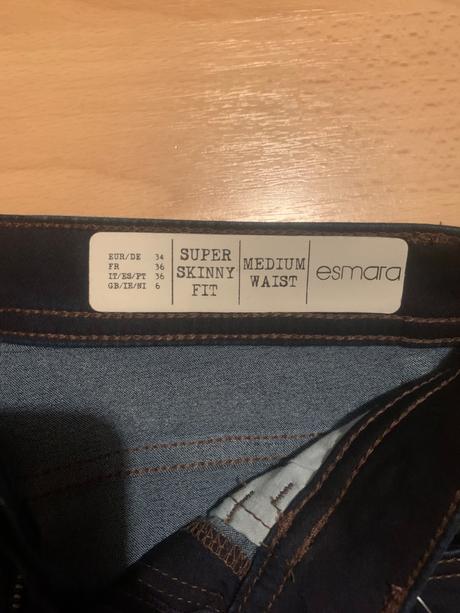 EUR/DE 34
FR 36
IT/ES/PT 36
GB/IE/NI 6
SUPER
SKINNY
FIT
MEDIUM
WAIST
esmara